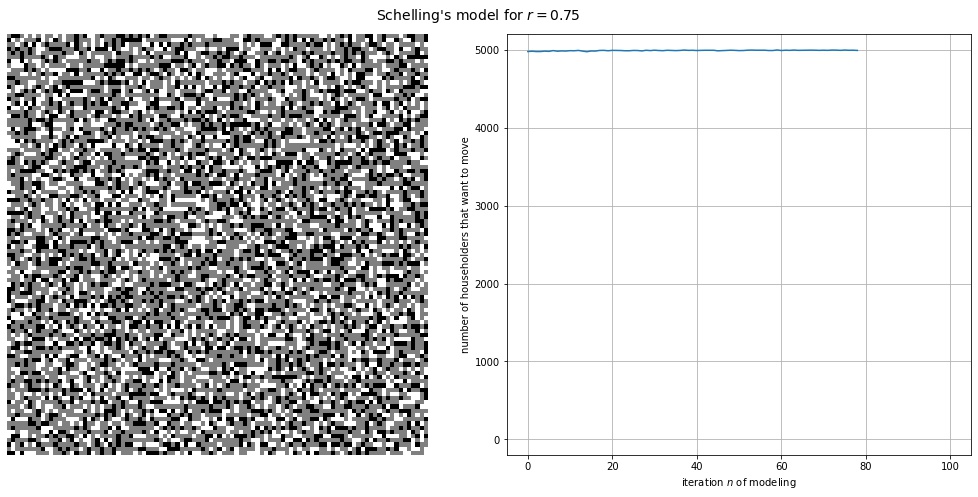 Schelling's model for r = 0.75
number of householders that want to move
5000
4000
3000
2000
1000
0
0 20 40 60 80 100
iteration n of modeling